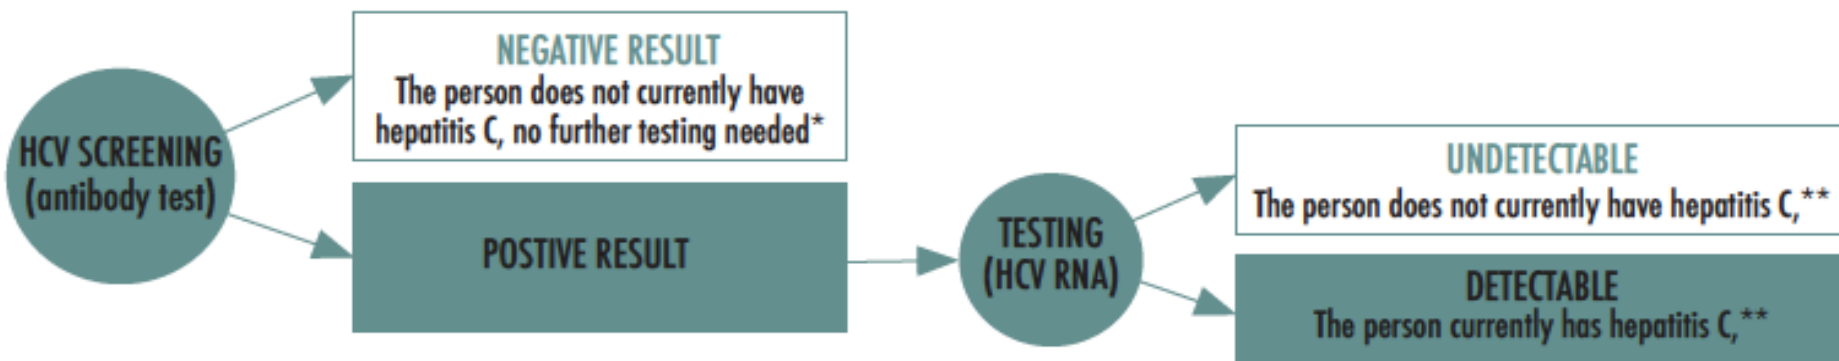 HCV SCREENING
(antibody test)
NEGATIVE RESULT
The person does not currently have
hepatitis C, no further testing needed*
POSTIVE RESULT
TESTING
(HCV RNA)
UNDETECTABLE
The person does not currently have hepatitis C,**
DETECTABLE
The person currently has hepatitis C,**